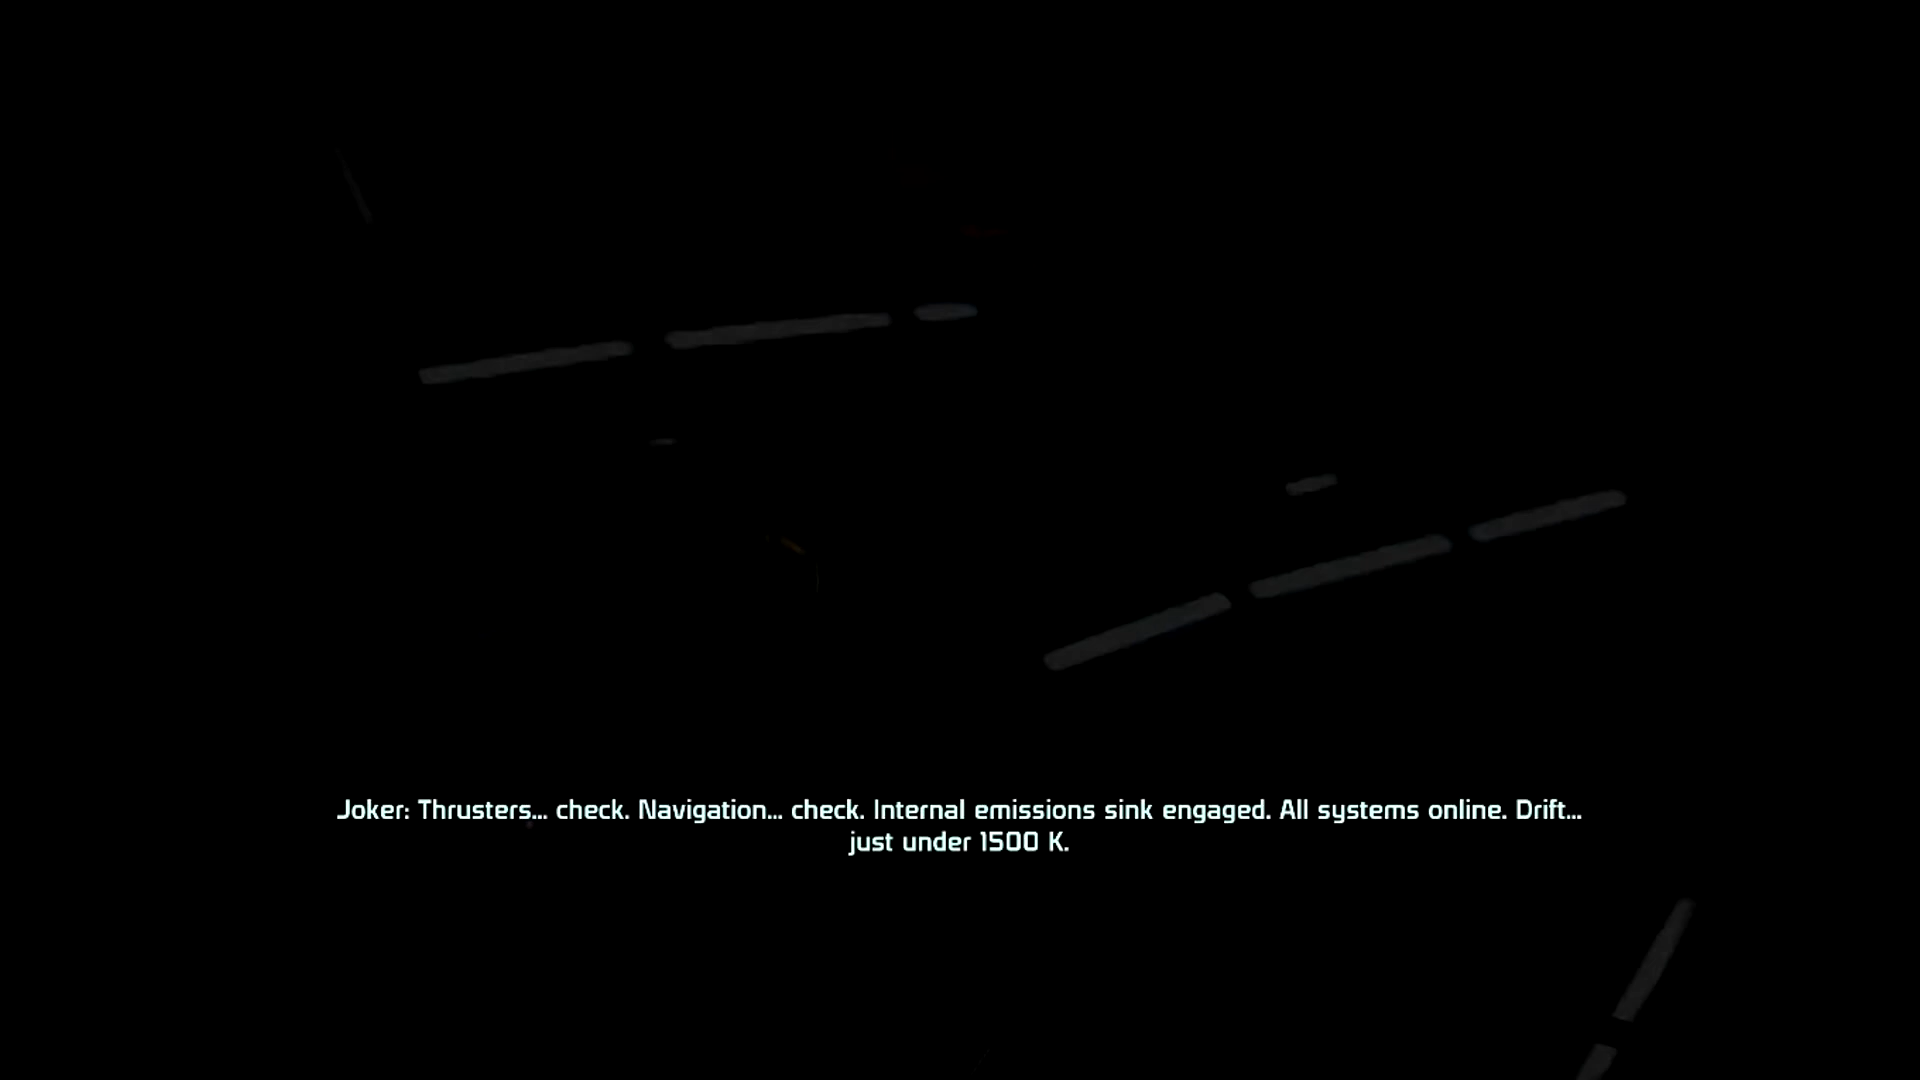 Joker: Thrusters... check. Navigation... check. Internal emissions sink engaged. All systems online. Drift...
just under 1500 K.